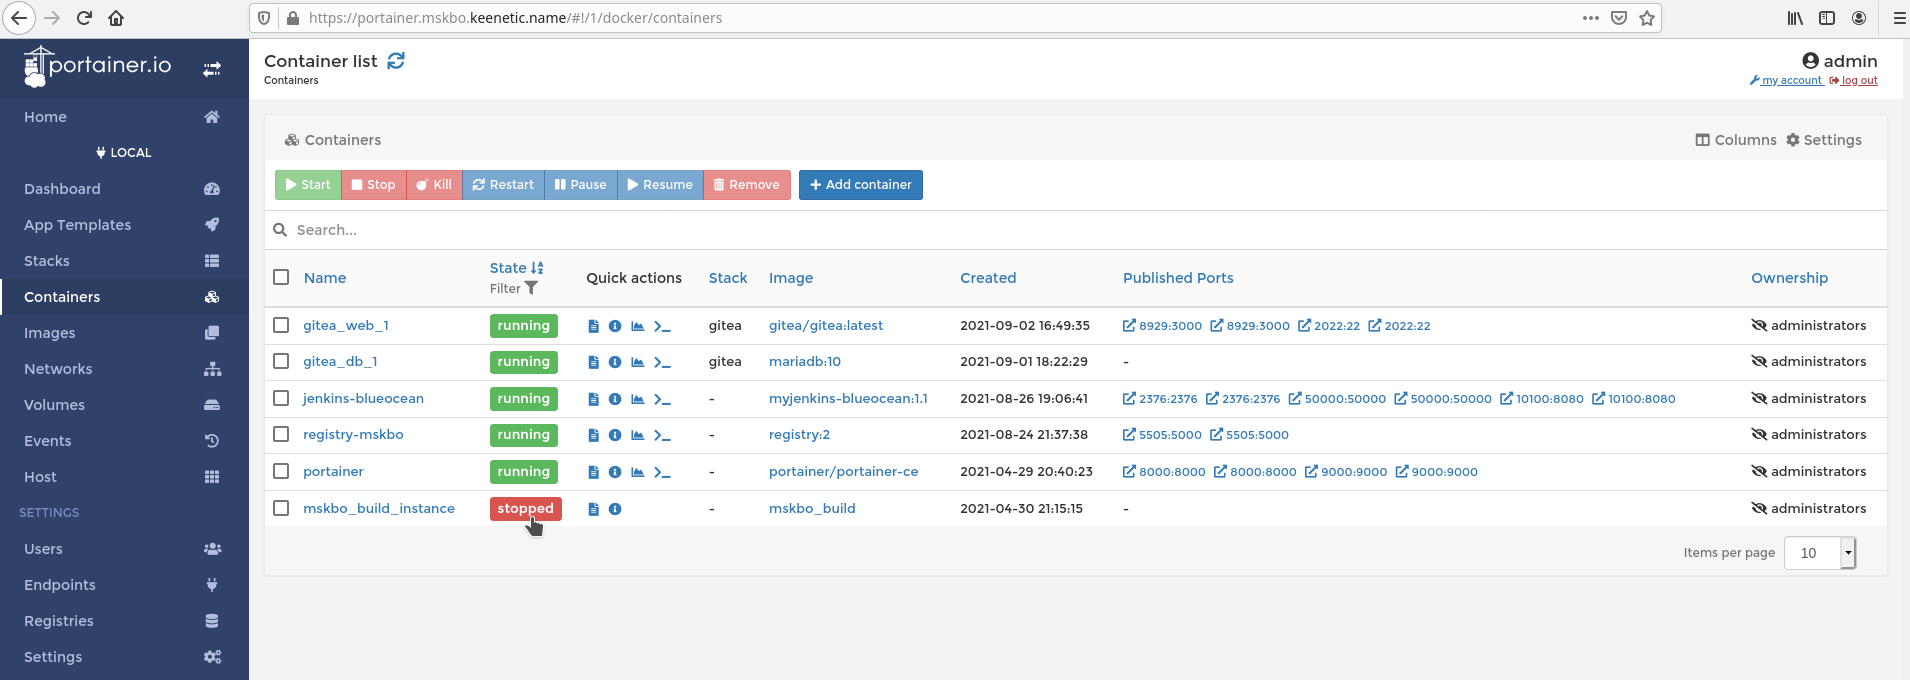 https://portainer.mskbo.keenetic.name/#!/1/docker/containers
portainer.io
Container list
Containers
admin
my account log out
Home
LOCAL
Dashboard
App Templates
Stacks
Containers
Images
Networks
Volumes
Events
Host
SETTINGS
Users
Endpoints
Registries
Settings
Containers
Columns Settings
Start Stop Kill Restart Pause Resume Remove Add container
Search...
Name State Filter Quick actions Stack Image Created Published Ports Ownership
gitea_web_1 running gitea gitea/gitea:latest 2021-09-02 16:49:35 8929:3000 8929:3000 2022:22 2022:22 administrators
gitea_db_1 running gitea mariadb:10 2021-09-01 18:22:29 - administrators
jenkins-blueocean running - myjenkins-blueocean:1.1 2021-08-26 19:06:41 2376:2376 2376:2376 50000:50000 50000:50000 10100:8080 10100:8080 administrators
registry-mskbo running - registry:2 2021-08-24 21:37:38 5505:5000 5505:5000 administrators
portainer running - portainer/portainer-ce 2021-04-29 20:40:23 8000:8000 8000:8000 9000:9000 9000:9000 administrators
mskbo_build_instance stopped - mskbo_build 2021-04-30 21:15:15 - administrators
Items per page 10